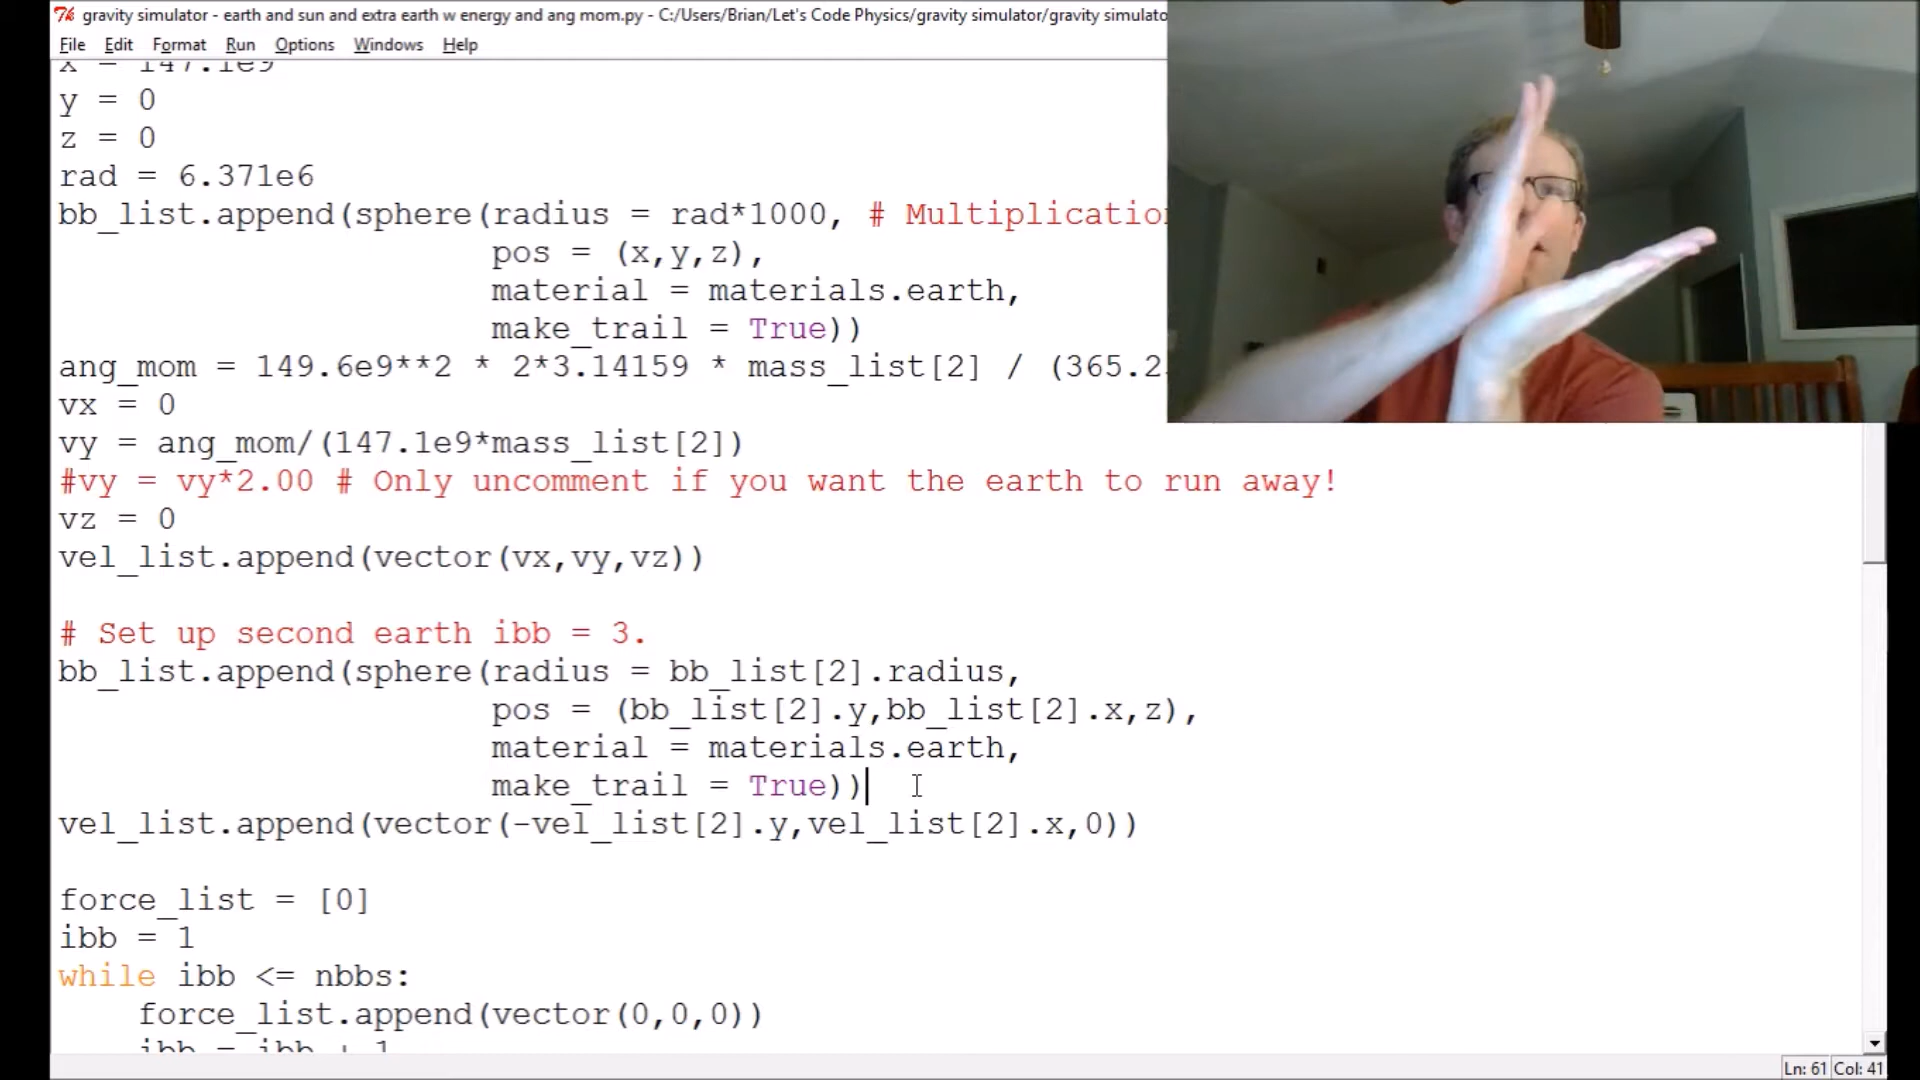 gravity simulator - earth and sun and extra earth w energy and ang mom.py - C:/Users/Brian/Let's Code Physics/gravity simulator/gravity simulato
File Edit Format Run Options Windows Help
x = 147.1e9
y = 0
z = 0
rad = 6.371e6
bb_list.append(sphere(radius = rad*1000, # Multiplication
pos = (x,y,z),
material = materials.earth,
make_trail = True))
ang_mom = 149.6e9**2 * 2*3.14159 * mass_list[2] / (365.2
vx = 0
vy = ang_mom/(147.1e9*mass_list[2])
#vy = vy*2.00 # Only uncomment if you want the earth to run away!
vz = 0
vel_list.append(vector(vx,vy,vz))
# Set up second earth ibb = 3.
bb_list.append(sphere(radius = bb_list[2].radius,
pos = (bb_list[2].y,bb_list[2].x,z),
material = materials.earth,
make_trail = True))
vel_list.append(vector(-vel_list[2].y,vel_list[2].x,0))
force_list = [0]
ibb = 1
while ibb <= nbbs:
force_list.append(vector(0,0,0))
ibb = ibb + 1
Ln: 61 Col: 41